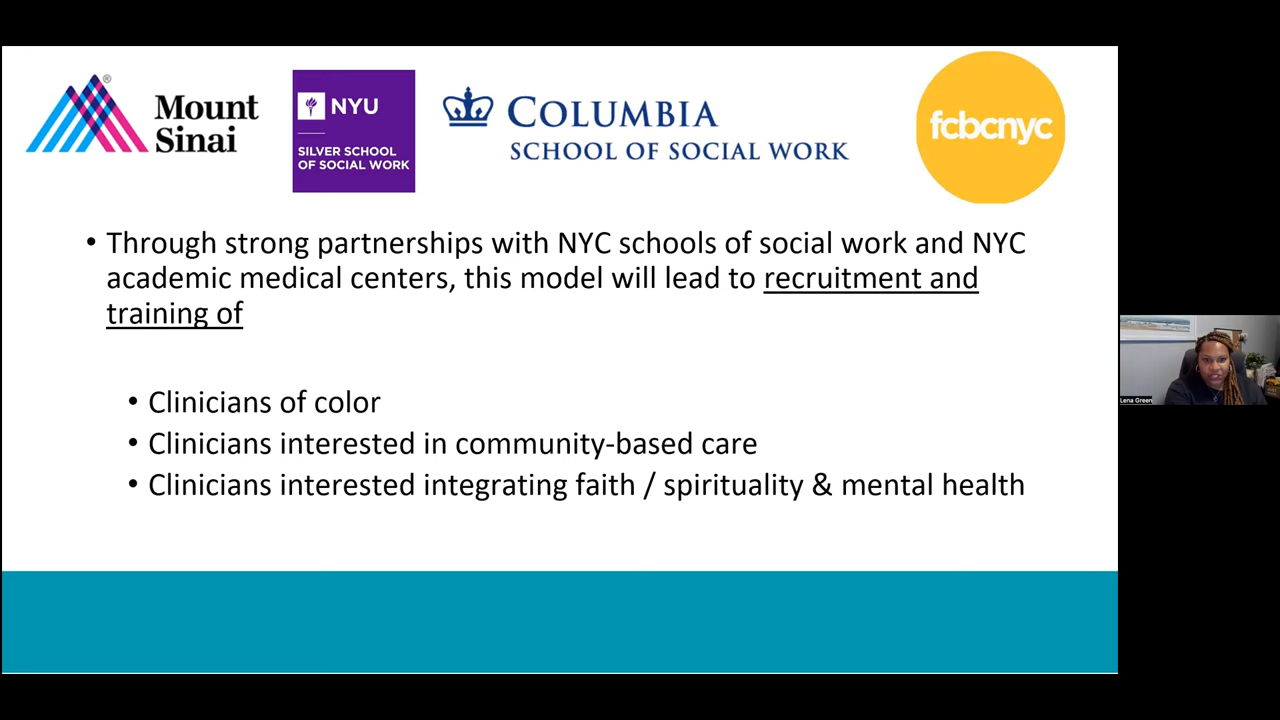 Mount
Sinai
®
NYU
SILVER SCHOOL
OF SOCIAL WORK
COLUMBIA
SCHOOL OF SOCIAL WORK
fcbcnyc
• Through strong partnerships with NYC schools of social work and NYC
academic medical centers, this model will lead to recruitment and
training of
• Clinicians of color
• Clinicians interested in community-based care
• Clinicians interested integrating faith / spirituality & mental health
Lena Green